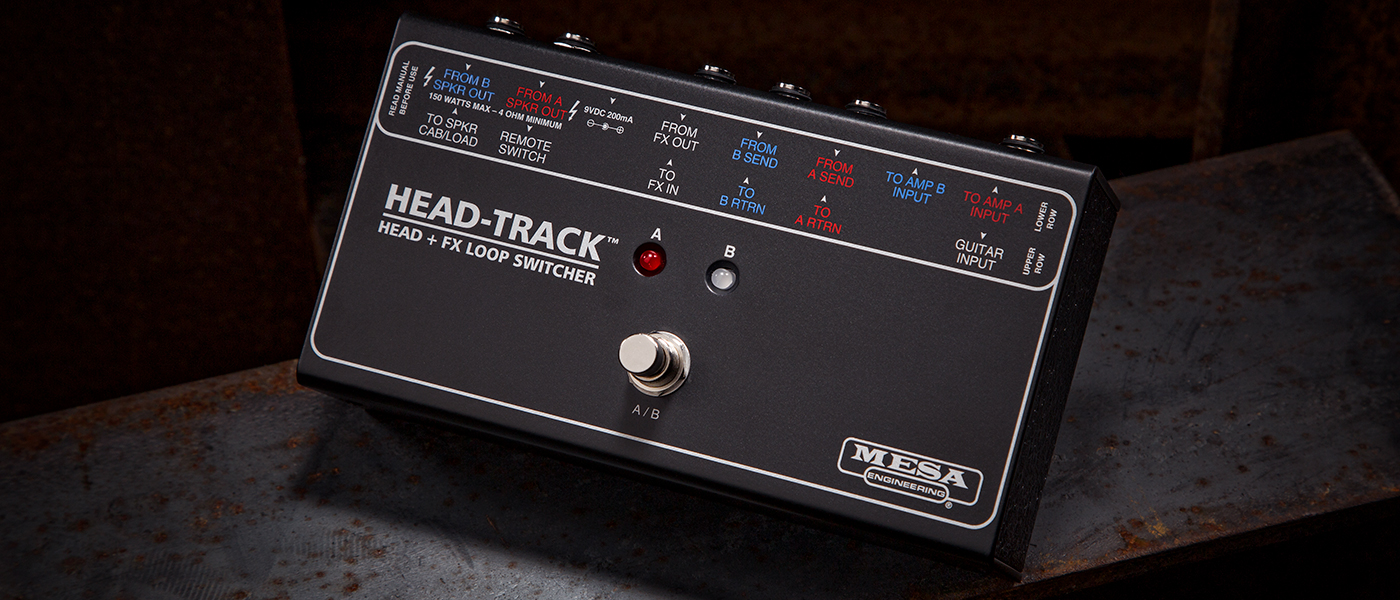 READ MANUAL
BEFORE USE
FROM B
SPKR OUT
FROM A
SPKR OUT
150 WATTS MAX – 4 OHM MINIMUM
9VDC 200mA
TO SPKR
CAB/LOAD
REMOTE
SWITCH
FROM
FX OUT
TO
FX IN
FROM
B SEND
TO
B RTRN
FROM
A SEND
TO
A RTRN
TO AMP B
INPUT
TO AMP A
INPUT
GUITAR
INPUT
LOWER
ROW
UPPER
ROW
HEAD-TRACK™
HEAD + FX LOOP SWITCHER
A
B
A / B
MESA
ENGINEERING
®